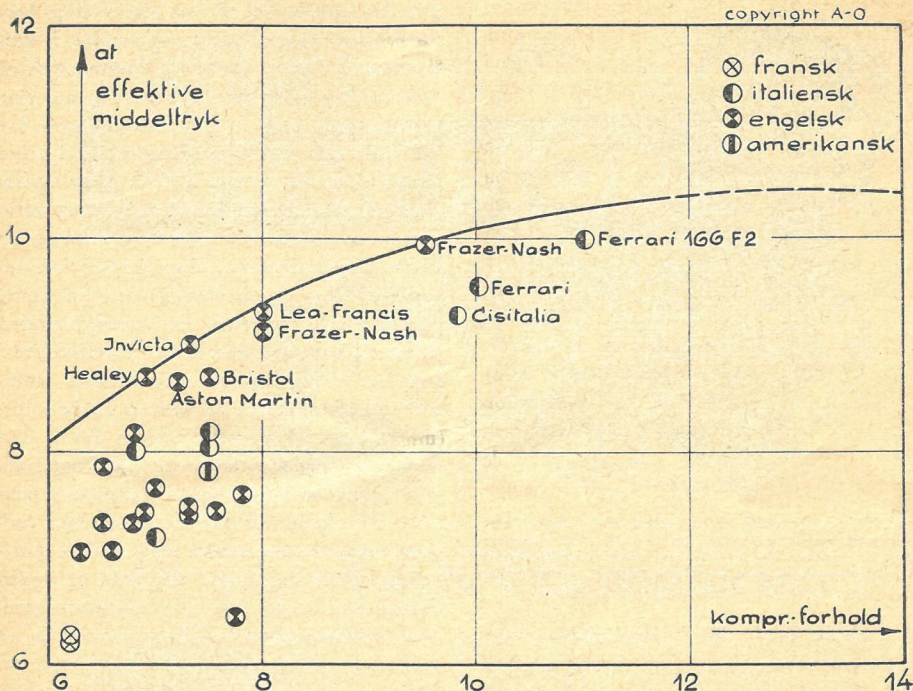 copyright A-O
12
at
effektive
middeltryk
fransk
italiensk
engelsk
amerikansk
10
Frazer-Nash
Ferrari 166 F2
Ferrari
Cisitalia
Lea-Francis
Frazer-Nash
Invicta
Healey
Bristol
Aston Martin
8
kompr.-forhold
6
6
8
10
12
14